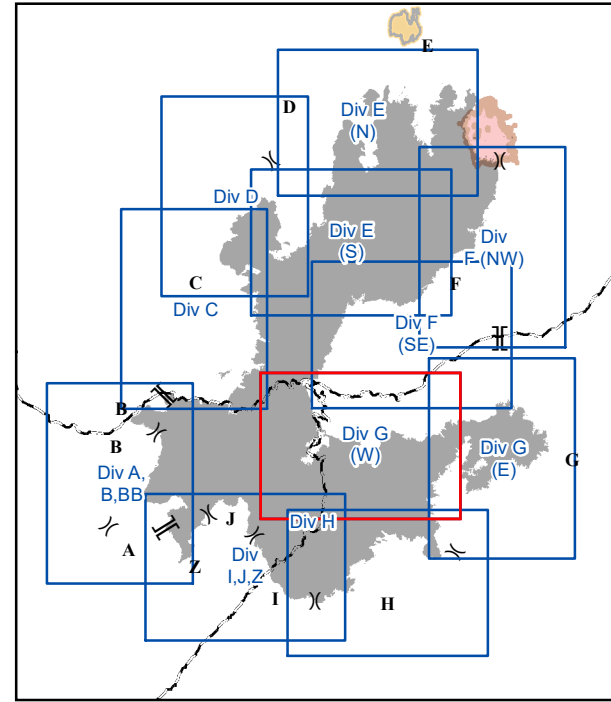 E
D
Div E
(N)
Div D
Div E
(S)
Div
F (NW)
C
F
Div C
Div F
(SE)
B
B
Div G
(W)
Div G
(E)
G
Div A,
B,BB
J
Div H
A
Z
Div
I,J,Z
I
H